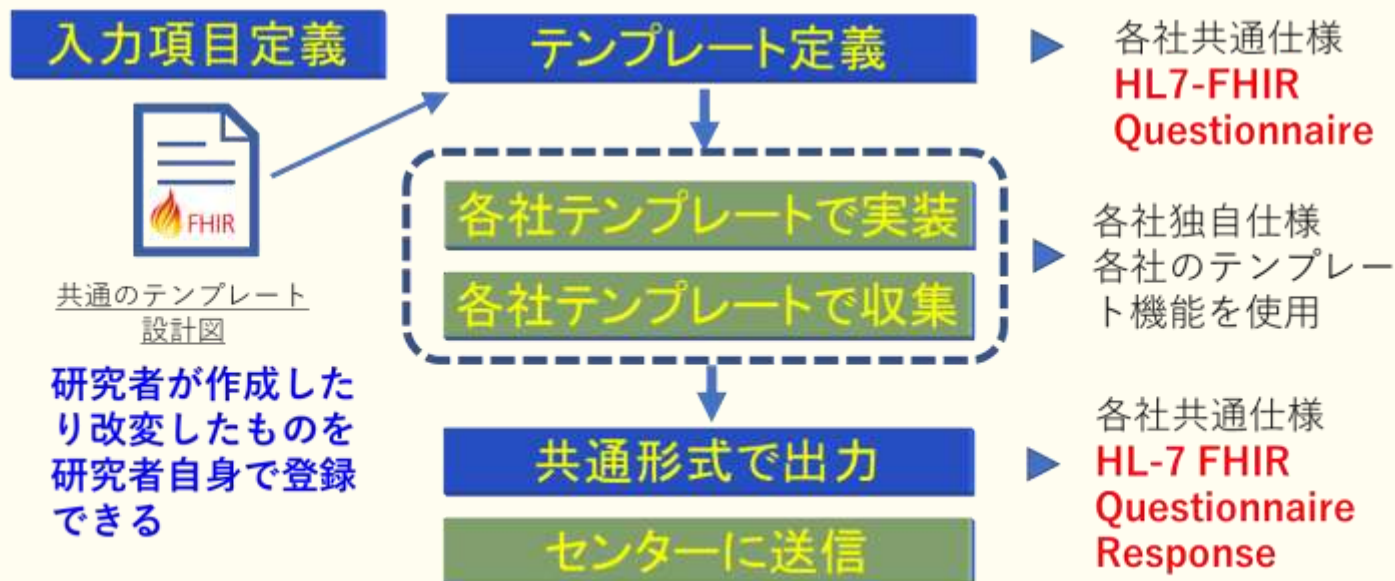 入力項目定義
テンプレート定義
各社共通仕様
HL7-FHIR
Questionnaire
FHIR
共通のテンプレート
設計図
研究者が作成した
り改変したものを
研究者自身で登録
できる
各社テンプレートで実装
各社テンプレートで収集
各社独自仕様
各社のテンプレー
ト機能を使用
共通形式で出力
センターに送信
各社共通仕様
HL-7 FHIR
Questionnaire
Response